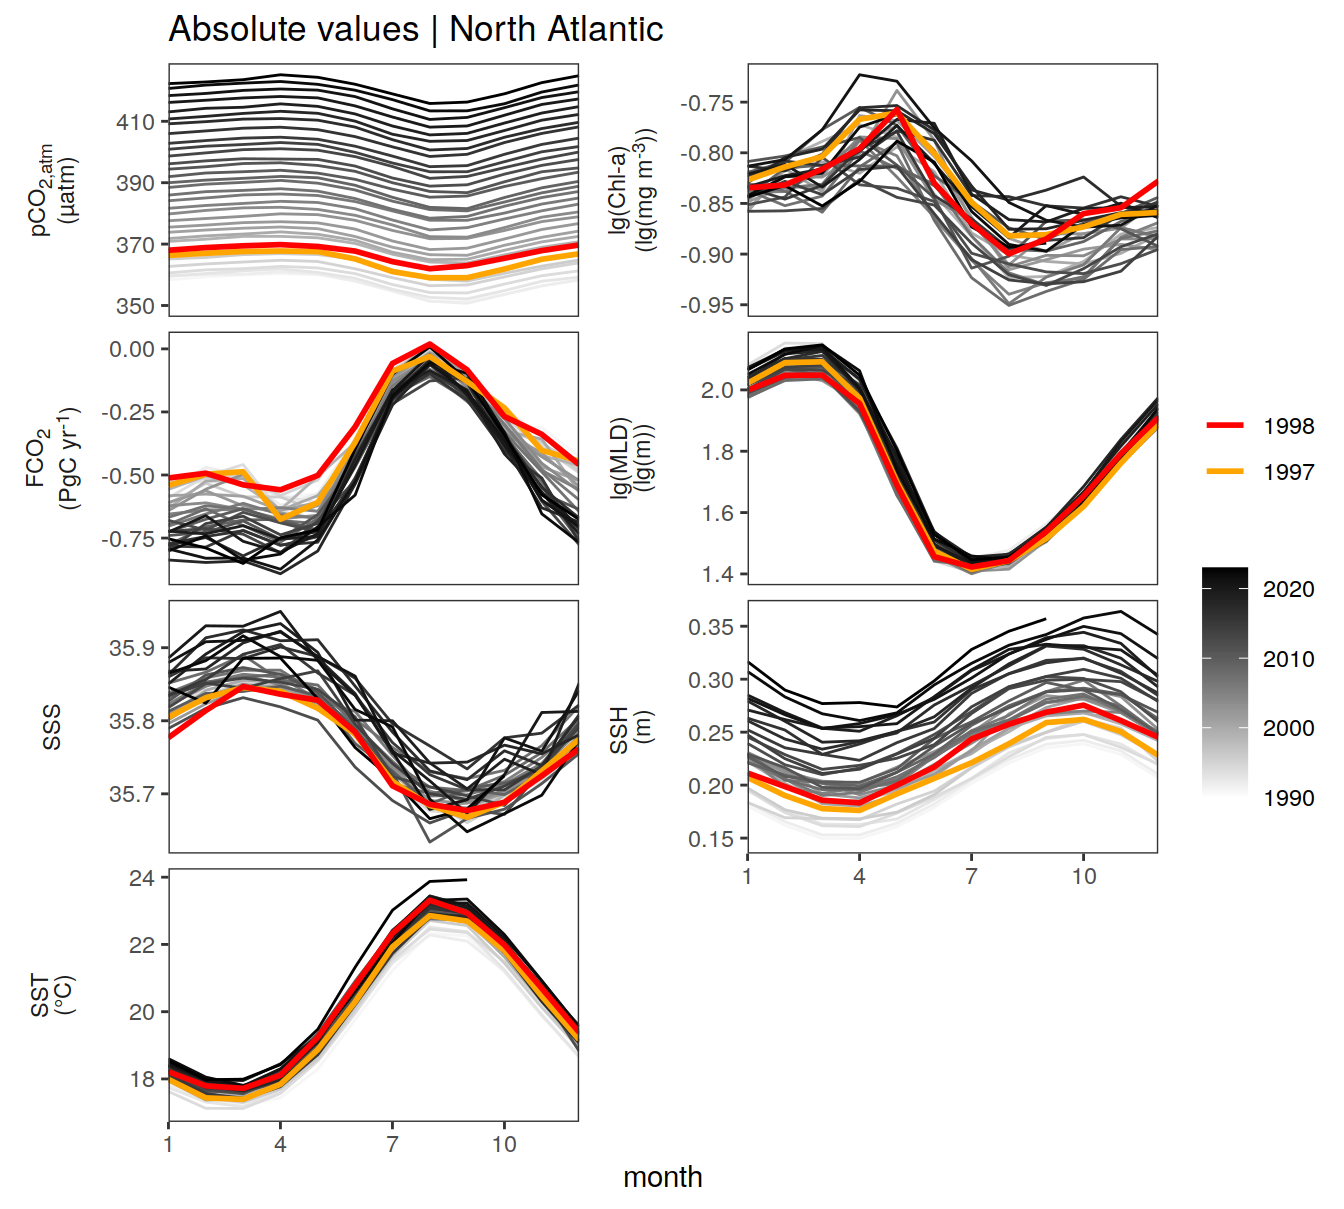 Absolute values | North Atlantic
pCO2,atm
(µatm)
410
390
370
350
lg(Chl-a)
(lg(mg m-3))
-0.75
-0.80
-0.85
-0.90
-0.95
FCO2
(PgC yr-1)
0.00
-0.25
-0.50
-0.75
lg(MLD)
(lg(m))
2.0
1.8
1.6
1.4
SSS
35.9
35.8
35.7
SSH
(m)
0.35
0.30
0.25
0.20
0.15
1 4 7 10
SST
(°C)
24
22
20
18
1 4 7 10
month
1998
1997
2020
2010
2000
1990